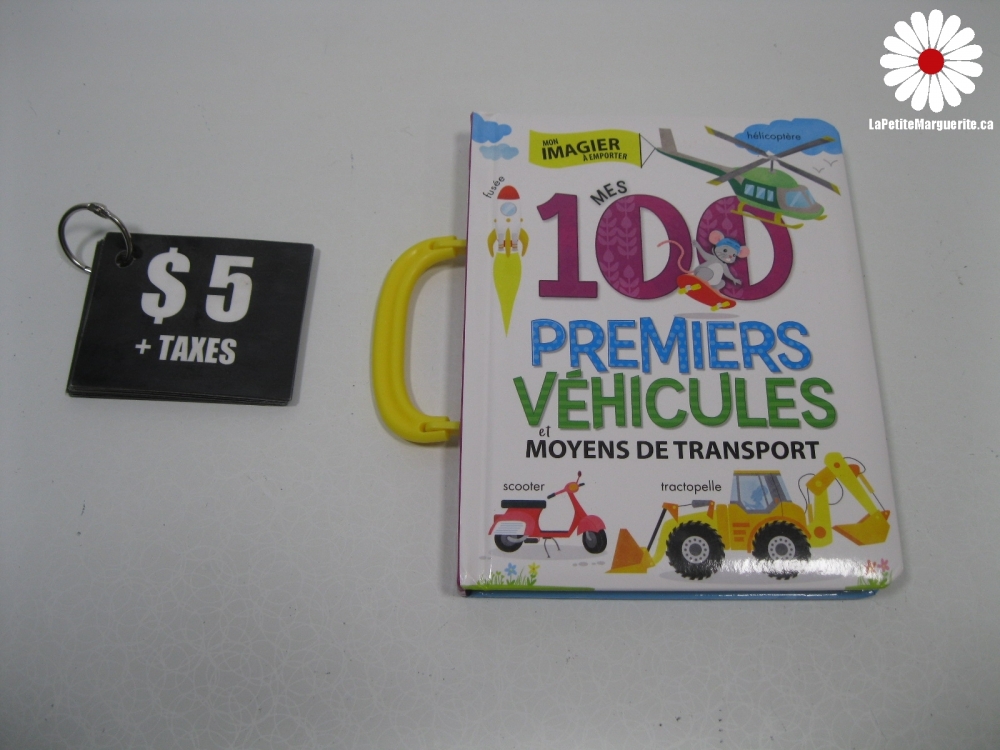 LaPetiteMarguerite.ca
$5
+ TAXES
MON
IMAGIER
À EMPORTER
hélicoptère
fusée
MES
100
PREMIERS
VÉHICULES
et
MOYENS DE TRANSPORT
scooter
tractopelle